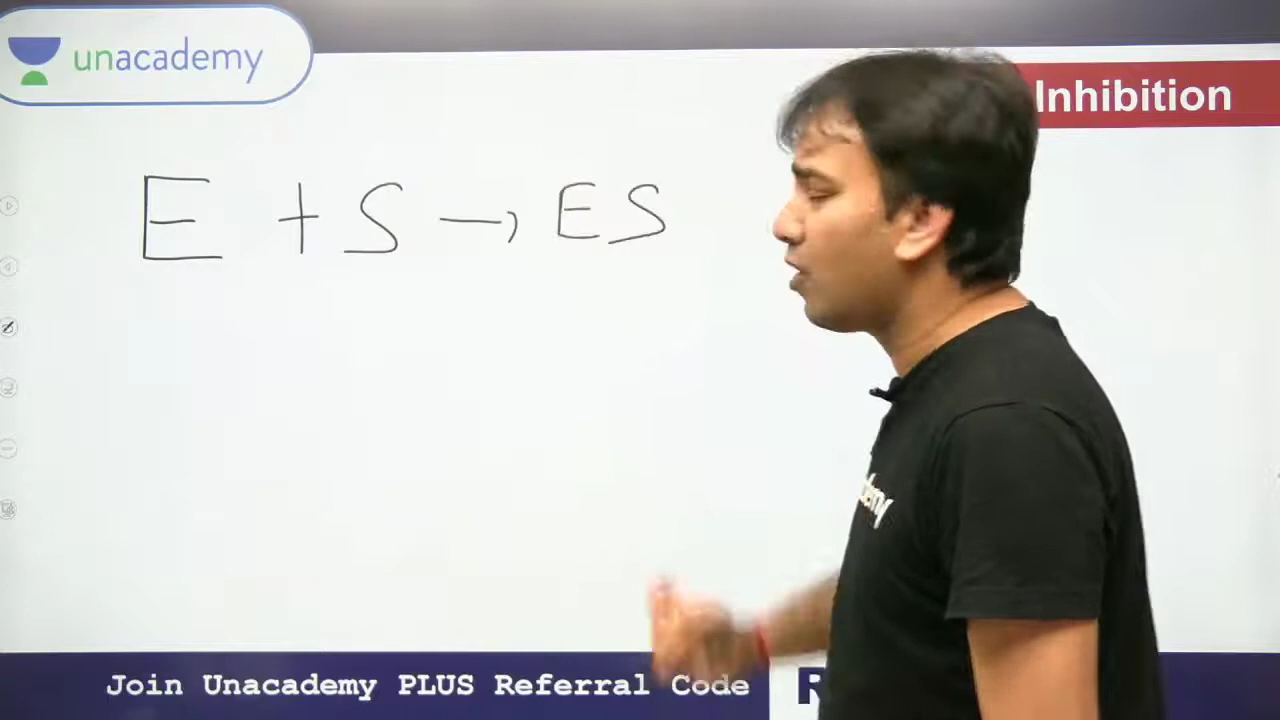 unacademy
Inhibition
E + S → ES
Join Unacademy PLUS Referral Code